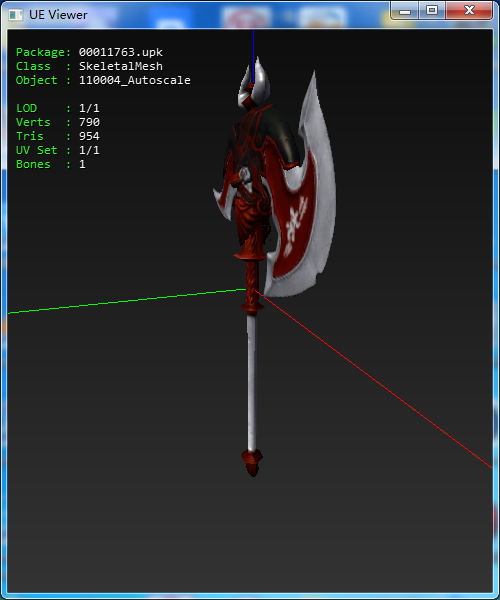 UE Viewer
Package: 00011763.upk
Class : SkeletalMesh
Object : 110004_Autoscale
LOD : 1/1
Verts : 790
Tris : 954
UV Set : 1/1
Bones : 1